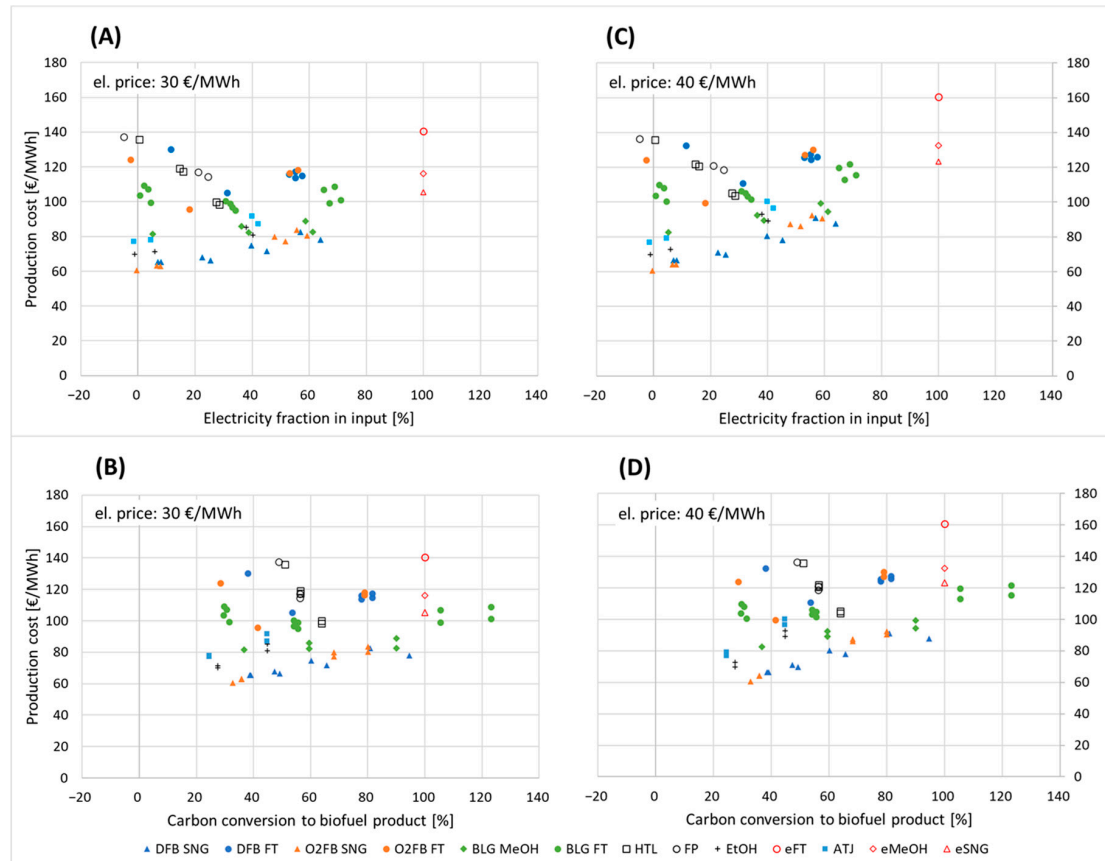 (A)
el. price: 30 €/MWh
Production cost [€/MWh]
180
160
140
120
100
80
60
40
20
0
−20 0 20 40 60 80 100 120 140
Electricity fraction in input [%]
(C)
el. price: 40 €/MWh
180
160
140
120
100
80
60
40
20
0
−20 0 20 40 60 80 100 120 140
Electricity fraction in input [%]
(B)
el. price: 30 €/MWh
Production cost [€/MWh]
180
160
140
120
100
80
60
40
20
0
−20 0 20 40 60 80 100 120 140
Carbon conversion to biofuel product [%]
(D)
el. price: 40 €/MWh
180
160
140
120
100
80
60
40
20
0
−20 0 20 40 60 80 100 120 140
Carbon conversion to biofuel product [%]
DFB SNG DFB FT O2FB SNG O2FB FT BLG MeOH BLG FT HTL FP EtOH eFT ATJ eMeOH eSNG